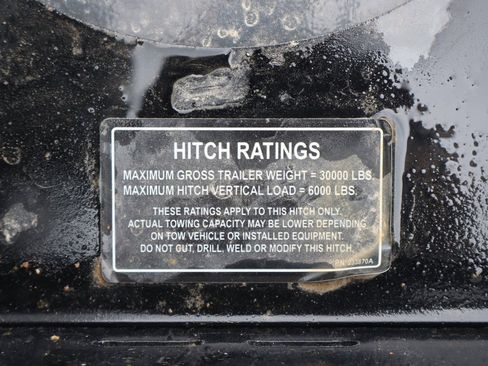 HITCH RATINGS
MAXIMUM GROSS TRAILER WEIGHT = 30000 LBS.
MAXIMUM HITCH VERTICAL LOAD = 6000 LBS.
THESE RATINGS APPLY TO THIS HITCH ONLY.
ACTUAL TOWING CAPACITY MAY BE LOWER DEPENDING
ON TOW VEHICLE OR INSTALLED EQUIPMENT.
DO NOT CUT, DRILL, WELD OR MODIFY THIS HITCH.